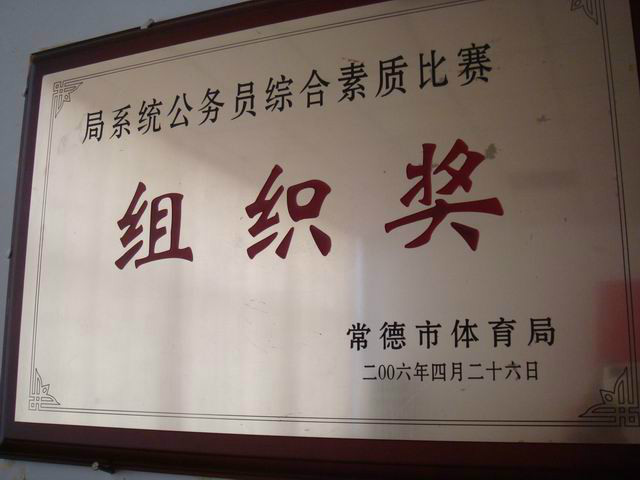 局系统公务员综合素质比赛
组织奖
常德市体育局
二00六年四月二十六日